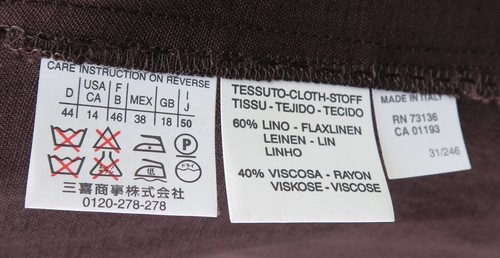 CARE INSTRUCTION ON REVERSE
D USA CA F B MEX GB I J
44 14 46 38 18 50
P
低 ドライ
三喜商事株式会社
0120-278-278
TESSUTO-CLOTH-STOFF
TISSU - TEJIDO - TECIDO
60% LINO - FLAXLINEN
LEINEN - LIN
LINHO
40% VISCOSA - RAYON
VISKOSE - VISCOSE
MADE IN ITALY
RN 73136
CA 01193
31/246